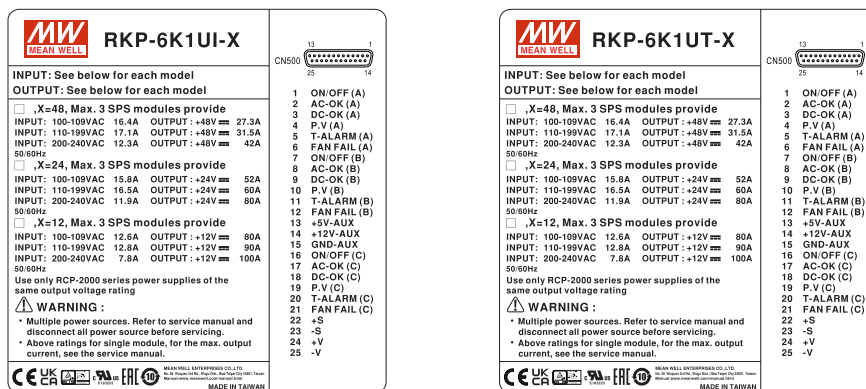 MW
MEAN WELL
RKP-6K1UI-X
INPUT: See below for each model
OUTPUT: See below for each model
,X=48, Max. 3 SPS modules provide
INPUT: 100-109VAC 16.4A OUTPUT : +48V 27.3A
INPUT: 110-199VAC 17.1A OUTPUT : +48V 31.5A
INPUT: 200-240VAC 12.3A OUTPUT : +48V 42A
50/60Hz
,X=24, Max. 3 SPS modules provide
INPUT: 100-109VAC 15.8A OUTPUT : +24V 52A
INPUT: 110-199VAC 16.5A OUTPUT : +24V 60A
INPUT: 200-240VAC 11.9A OUTPUT : +24V 80A
50/60Hz
,X=12, Max. 3 SPS modules provide
INPUT: 100-109VAC 12.6A OUTPUT : +12V 80A
INPUT: 110-199VAC 12.8A OUTPUT : +12V 90A
INPUT: 200-240VAC 7.8A OUTPUT : +12V 100A
50/60Hz
Use only RCP-2000 series power supplies of the
same output voltage rating
WARNING :
• Multiple power sources. Refer to service manual and
disconnect all power source before servicing.
• Above ratings for single module, for the max. output
current, see the service manual.
CE UK CA c RU us EAC 10
MEAN WELL ENTERPRISES CO.,LTD.
MADE IN TAIWAN
13 1
CN500
25 14
1 ON/OFF (A)
2 AC-OK (A)
3 DC-OK (A)
4 P.V (A)
5 T-ALARM (A)
6 FAN FAIL (A)
7 ON/OFF (B)
8 AC-OK (B)
9 DC-OK (B)
10 P.V (B)
11 T-ALARM (B)
12 FAN FAIL (B)
13 +5V-AUX
14 +12V-AUX
15 GND-AUX
16 ON/OFF (C)
17 AC-OK (C)
18 DC-OK (C)
19 P.V (C)
20 T-ALARM (C)
21 FAN FAIL (C)
22 +S
23 -S
24 +V
25 -V
MW
MEAN WELL
RKP-6K1UT-X
INPUT: See below for each model
OUTPUT: See below for each model
,X=48, Max. 3 SPS modules provide
INPUT: 100-109VAC 16.4A OUTPUT : +48V 27.3A
INPUT: 110-199VAC 17.1A OUTPUT : +48V 31.5A
INPUT: 200-240VAC 12.3A OUTPUT : +48V 42A
50/60Hz
,X=24, Max. 3 SPS modules provide
INPUT: 100-109VAC 15.8A OUTPUT : +24V 52A
INPUT: 110-199VAC 16.5A OUTPUT : +24V 60A
INPUT: 200-240VAC 11.9A OUTPUT : +24V 80A
50/60Hz
,X=12, Max. 3 SPS modules provide
INPUT: 100-109VAC 12.6A OUTPUT : +12V 80A
INPUT: 110-199VAC 12.8A OUTPUT : +12V 90A
INPUT: 200-240VAC 7.8A OUTPUT : +12V 100A
50/60Hz
Use only RCP-2000 series power supplies of the
same output voltage rating
WARNING :
• Multiple power sources. Refer to service manual and
disconnect all power source before servicing.
• Above ratings for single module, for the max. output
current, see the service manual.
CE UK CA c RU us EAC 10
MEAN WELL ENTERPRISES CO.,LTD.
MADE IN TAIWAN
13 1
CN500
25 14
1 ON/OFF (A)
2 AC-OK (A)
3 DC-OK (A)
4 P.V (A)
5 T-ALARM (A)
6 FAN FAIL (A)
7 ON/OFF (B)
8 AC-OK (B)
9 DC-OK (B)
10 P.V (B)
11 T-ALARM (B)
12 FAN FAIL (B)
13 +5V-AUX
14 +12V-AUX
15 GND-AUX
16 ON/OFF (C)
17 AC-OK (C)
18 DC-OK (C)
19 P.V (C)
20 T-ALARM (C)
21 FAN FAIL (C)
22 +S
23 -S
24 +V
25 -V